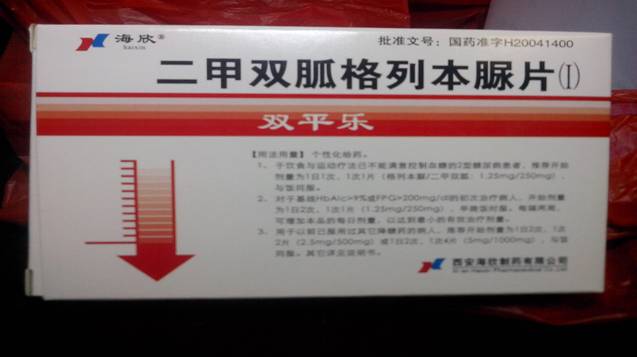 海欣®
haixin
批准文号：国药准字H20041400
二甲双胍格列本脲片(Ⅰ)
双平乐
【用法用量】 个性化给药。
1、于饮食与运动疗法已不能满意控制血糖的2型糖尿病患者，推荐开始
剂量为1日1次，1次1片（格列本脲/二甲双胍：1.25mg/250mg），
与饭同服。
2、对于基线HbAlc>9%或FPG>200mg/dl的初次治疗病人，开始剂量
为1日2次，1次1片（1.25mg/250mg），早晚饭时服。每隔两周，
可增加本品的每日剂量，以达到最小的有效治疗剂量。
3、用于以前已服用过其它降糖药的病人，推荐开始剂量为1日2次，1次
2片（2.5mg/500mg）或1日2次，1次4片（5mg/1000mg），与饭
同服。其它详见说明书。
西安海欣制药有限公司
Xi'an Haixin Pharmaceutical Co.,Ltd